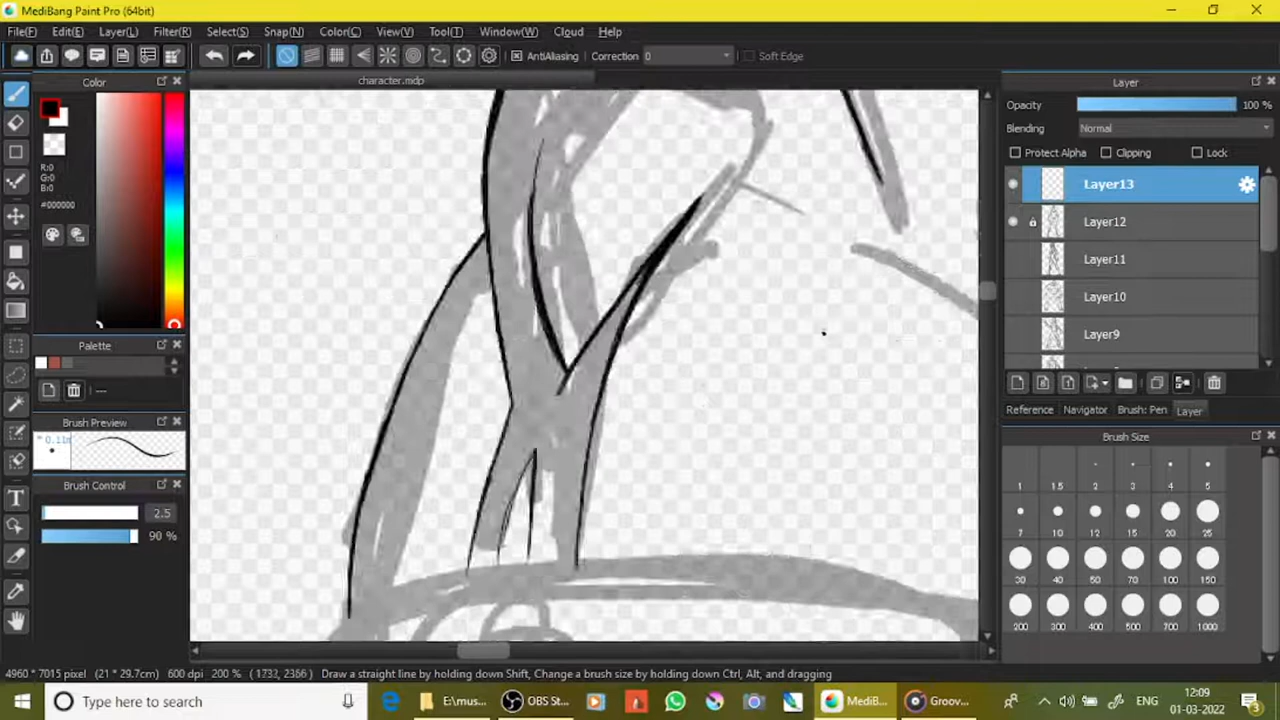 MediBang Paint Pro (64bit)
File(F) Edit(E) Layer(L) Filter(R) Select(S) Snap(N) Color(C) View(V) Tool(T) Window(W) Cloud Help
AntiAliasing Correction 0 Soft Edge
Color
character.mdp
Layer
R:0
G:0
B:0
#000000
Opacity 100 %
Blending Normal
Protect Alpha Clipping Lock
Layer13
Layer12
Layer11
Layer10
Layer9
Palette
---
Brush Preview
Brush Control
2.5
90 %
Reference Navigator Brush: Pen Layer
Brush Size
1 1.5 2 3 4 5
7 10 12 15 20 25
30 40 50 70 100 150
200 300 400 500 700 1000
4960 * 7015 pixel (21 * 29.7cm) 600 dpi 200 % ( 1733, 2366 ) Draw a straight line by holding down Shift, Change a brush size by holding down Ctrl, Alt, and dragging
Type here to search
E:\mus...
OBS St...
MediB...
Groov...
ENG
12:09
01-03-2022
3